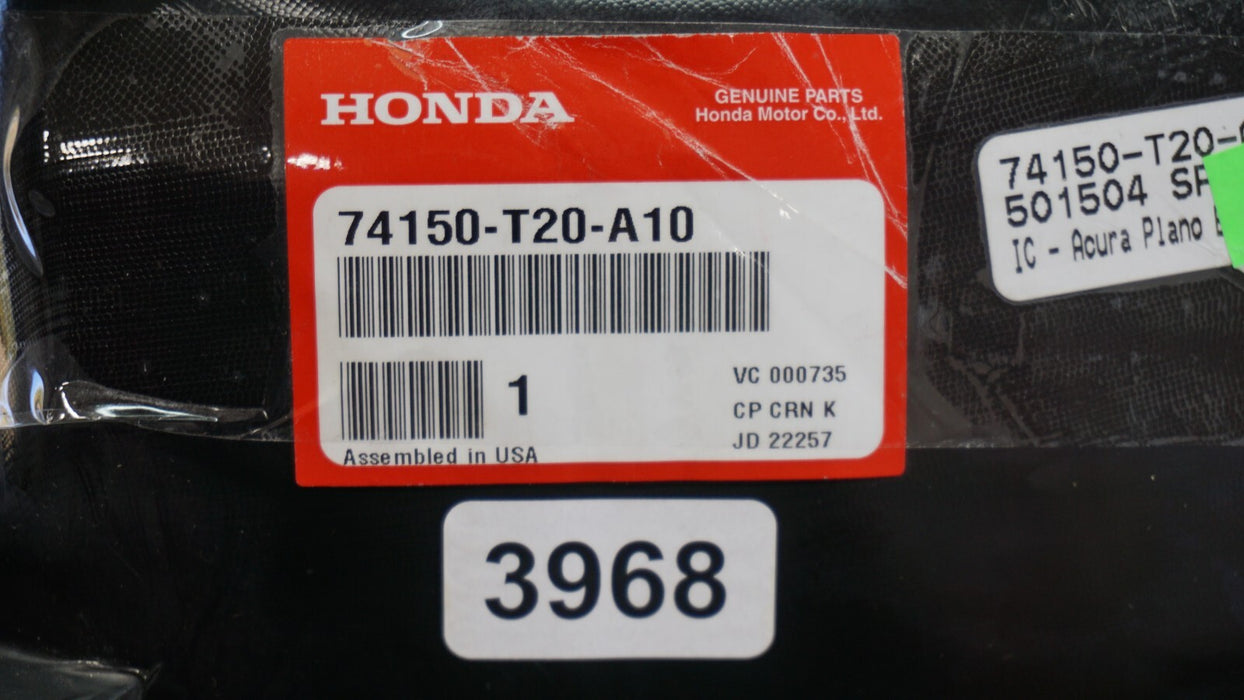 HONDA
GENUINE PARTS
Honda Motor Co., Ltd.
74150-T20-A10
1
VC 000735
CP CRN K
JD 22257
Assembled in USA
74150-T20-
501504
IC - Acura Plano
3968